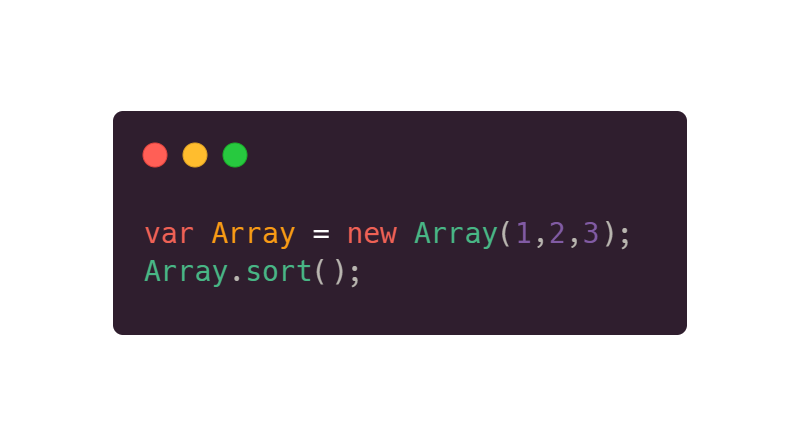 var Array = new Array(1,2,3);
Array.sort();